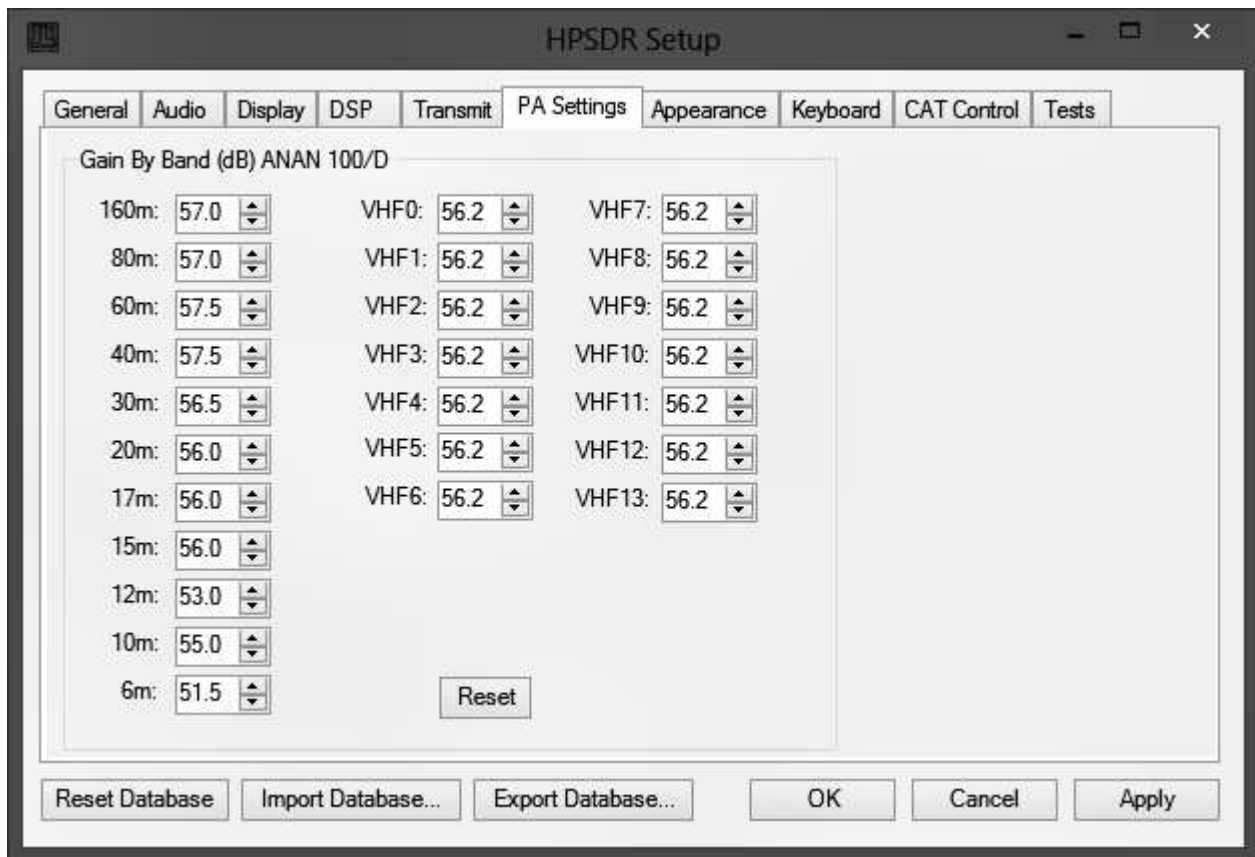 HPSDR Setup
General Audio Display DSP Transmit PA Settings Appearance Keyboard CAT Control Tests
Gain By Band (dB) ANAN 100/D
160m: 57.0 VHF0: 56.2 VHF7: 56.2
80m: 57.0 VHF1: 56.2 VHF8: 56.2
60m: 57.5 VHF2: 56.2 VHF9: 56.2
40m: 57.5 VHF3: 56.2 VHF10: 56.2
30m: 56.5 VHF4: 56.2 VHF11: 56.2
20m: 56.0 VHF5: 56.2 VHF12: 56.2
17m: 56.0 VHF6: 56.2 VHF13: 56.2
15m: 56.0
12m: 53.0
10m: 55.0
6m: 51.5 Reset
Reset Database Import Database... Export Database... OK Cancel Apply